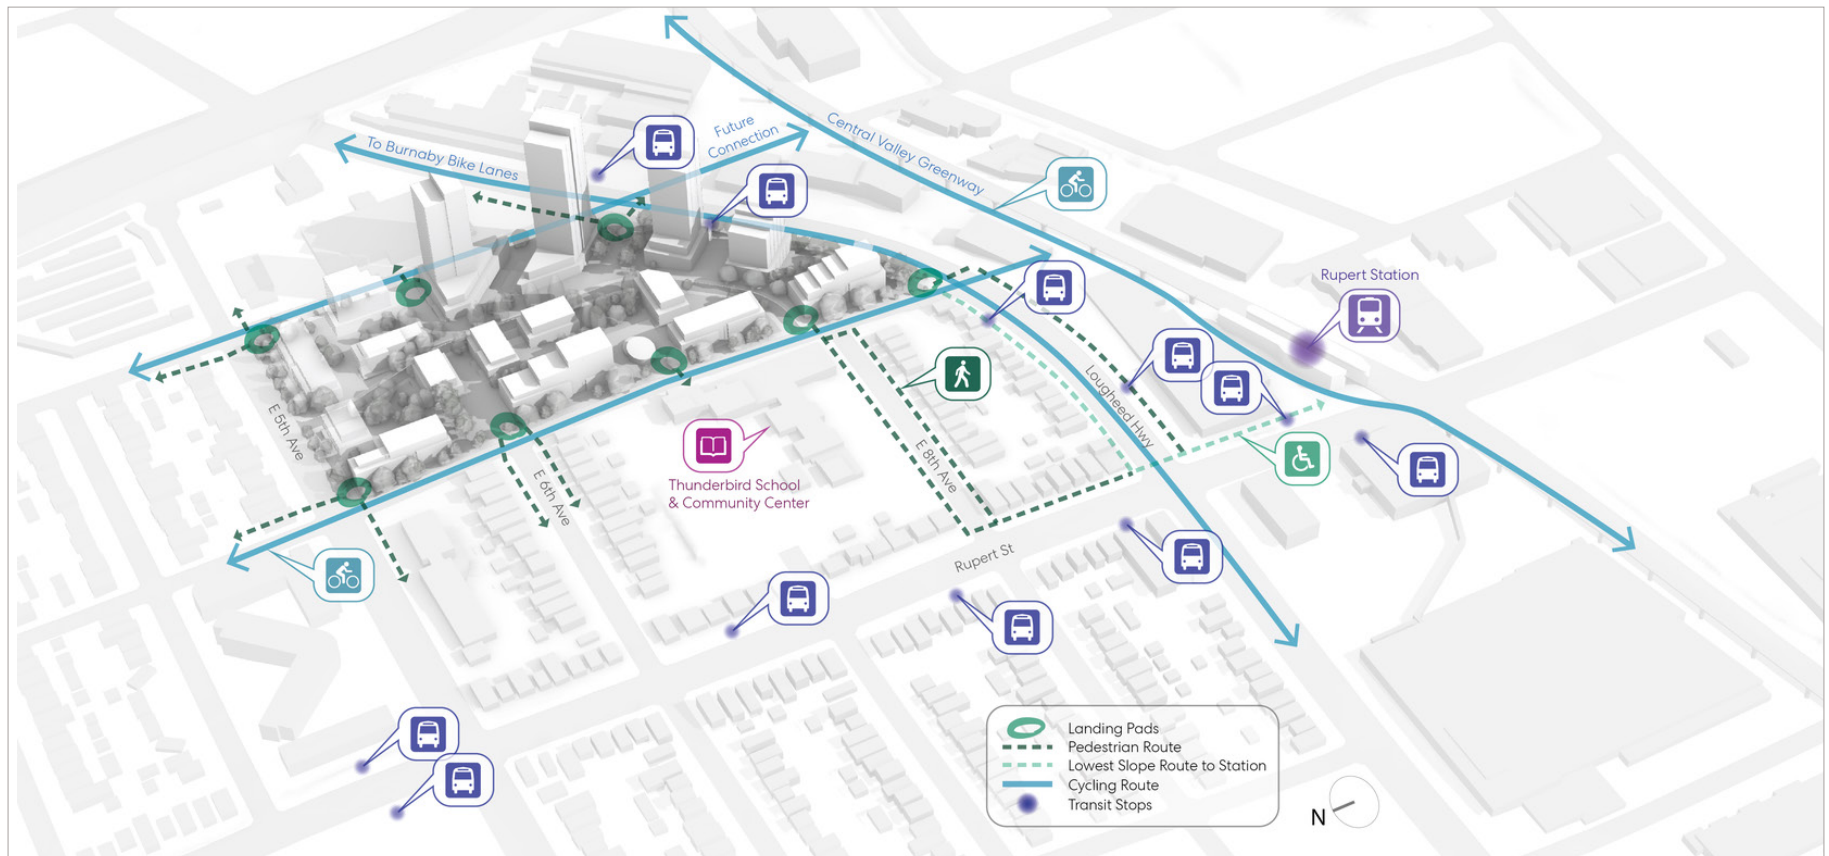 Future
Connection
To Burnaby Bike Lanes
Central Valley Greenway
Rupert Station
Lougheed Hwy
E 5th Ave
E 6th Ave
Thunderbird School
& Community Center
E 8th Ave
Rupert St
Landing Pads
Pedestrian Route
Lowest Slope Route to Station
Cycling Route
Transit Stops
N